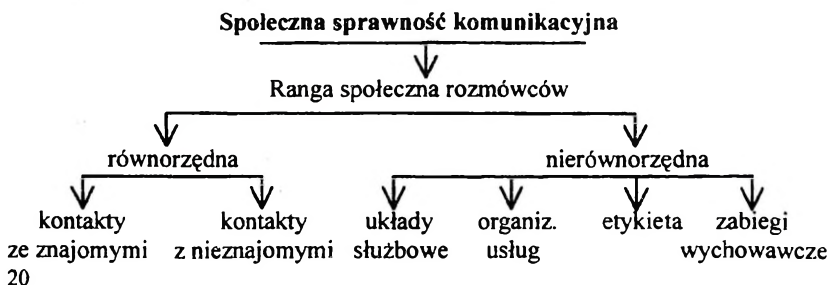 Społeczna sprawność komunikacyjna
Ranga społeczna rozmówców
równorzędna nierównorzędna
kontakty kontakty układy organiz. etykieta zabiegi
ze znajomymi z nieznajomymi służbowe usług wychowawcze
20